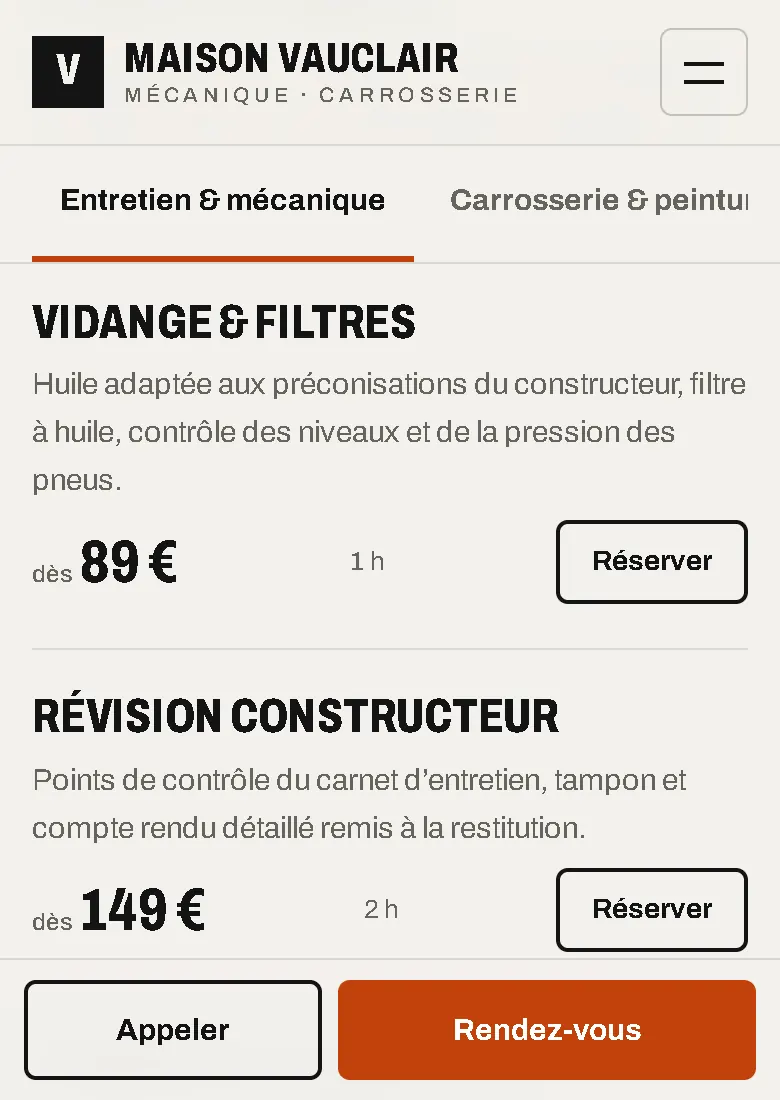 V
MAISON VAUCLAIR
MÉCANIQUE · CARROSSERIE
Entretien & mécanique
Carrosserie & peintu
VIDANGE & FILTRES
Huile adaptée aux préconisations du constructeur, filtre
à huile, contrôle des niveaux et de la pression des
pneus.
dès 89 €
1 h
Réserver
RÉVISION CONSTRUCTEUR
Points de contrôle du carnet d’entretien, tampon et
compte rendu détaillé remis à la restitution.
dès 149 €
2 h
Réserver
Appeler
Rendez-vous